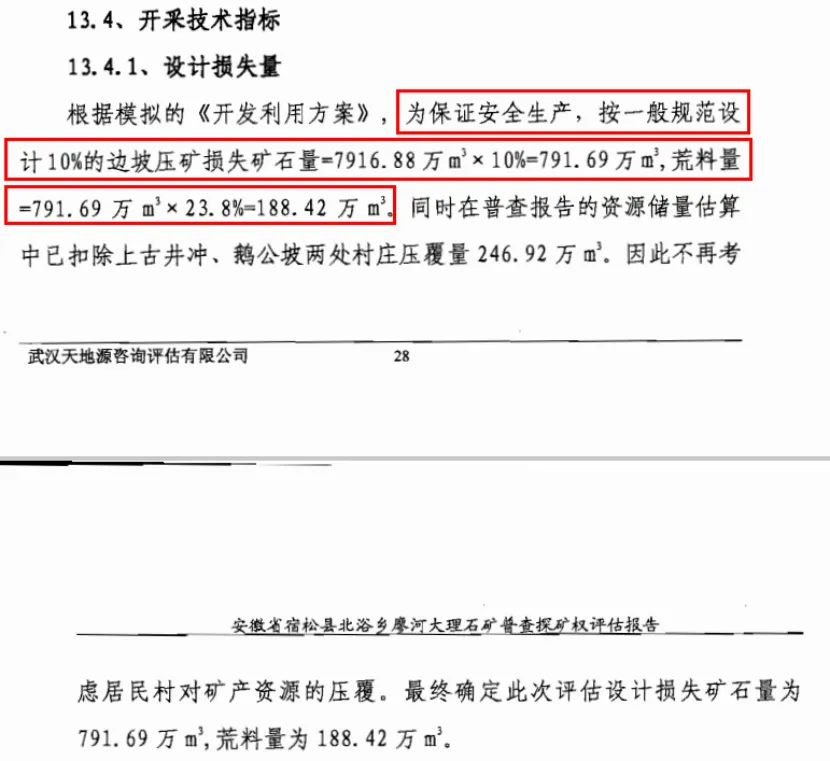 13.4、开采技术指标
13.4.1、设计损失量
根据模拟的《开发利用方案》,为保证安全生产,按一般规范设
计10%的边坡压矿损失矿石量=7916.88万m³×10%=791.69万m³,荒料量
=791.69万m³×23.8%=188.42万m³。同时在普查报告的资源储量估算
中已扣除上古井冲、鹅公坡两处村庄压覆量246.92万m³。因此不再考
武汉天地源咨询评估有限公司 28
安徽省宿松县北浴乡廖河大理石矿普查探矿权评估报告
虑居民村对矿产资源的压覆。最终确定此次评估设计损失矿石量为
791.69万m³,荒料量为188.42万m³。